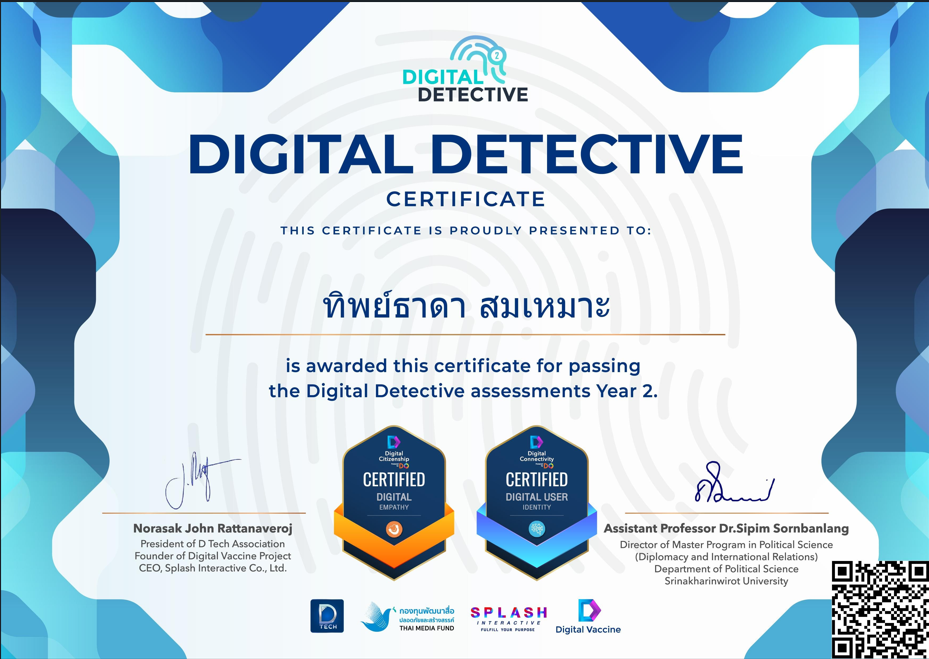 DIGITAL
DETECTIVE
DIGITAL DETECTIVE
CERTIFICATE
THIS CERTIFICATE IS PROUDLY PRESENTED TO:
ทิพย์ธาดา สมเหมาะ
is awarded this certificate for passing
the Digital Detective assessments Year 2.
Digital
Citizenship
CERTIFIED
DIGITAL
EMPATHY
Digital
Connectivity
CERTIFIED
DIGITAL USER
IDENTITY
Norasak John Rattanaveroj
President of D Tech Association
Founder of Digital Vaccine Project
CEO, Splash Interactive Co., Ltd.
Assistant Professor Dr.Sipim Sornbanlang
Director of Master Program in Political Science
(Diplomacy and International Relations)
Department of Political Science
Srinakharinwirot University
D
TECH
กองทุนพัฒนาสื่อ
ปลอดภัยและสร้างสรรค์
THAI MEDIA FUND
SPLASH
INTERACTIVE
FULFILL YOUR PURPOSE
Digital Vaccine